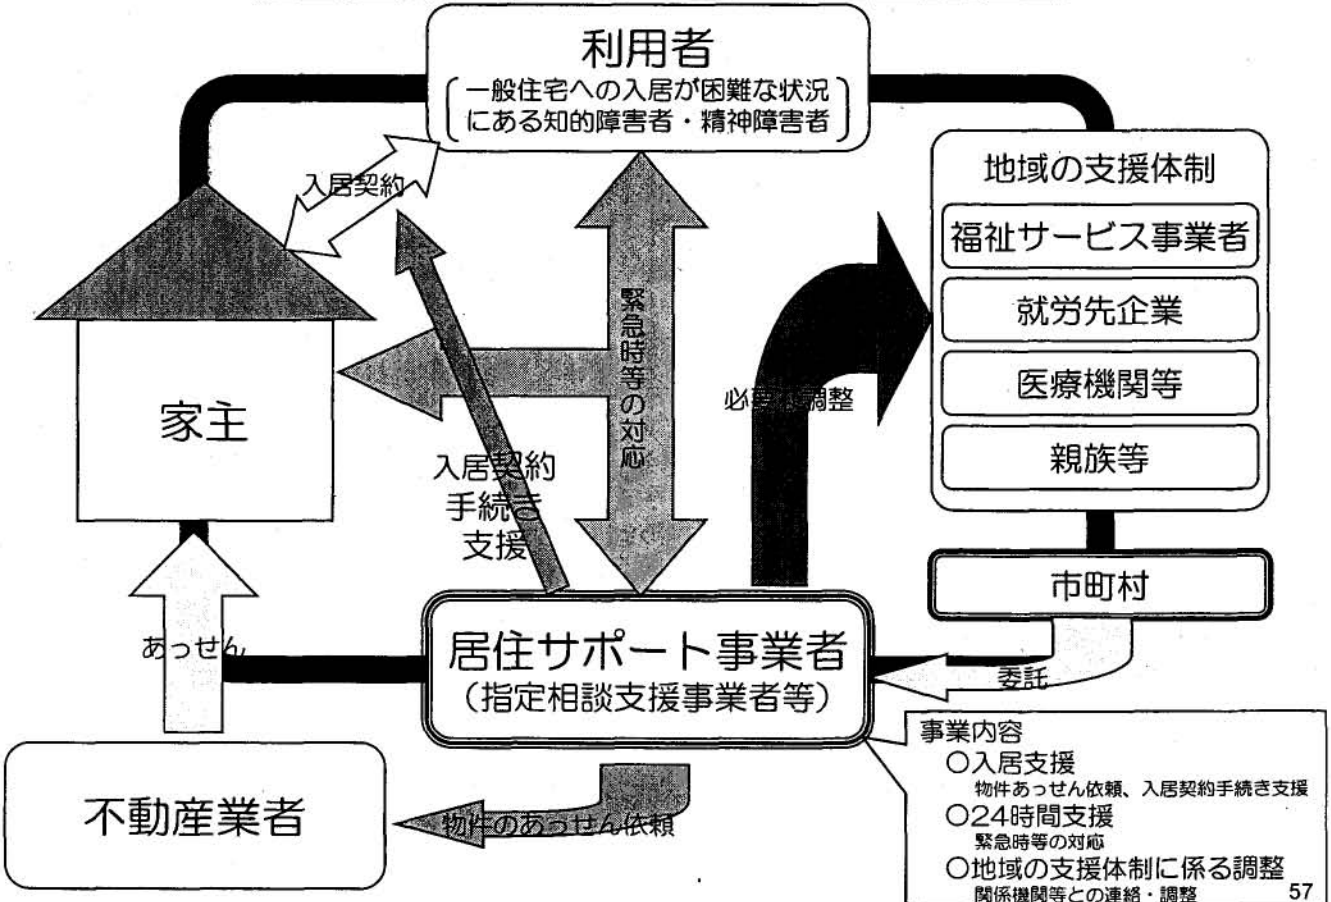 利用者
一般住宅への入居が困難な状況
にある知的障害者・精神障害者
地域の支援体制
福祉サービス事業者
就労先企業
医療機関等
親族等
市町村
委託
入居契約
家主
緊急時等の対応
必要な調整
入居契約
手続き
支援
あっせん
居住サポート事業者
（指定相談支援事業者等）
不動産業者
物件のあっせん依頼
事業内容
○入居支援
物件あっせん依頼、入居契約手続き支援
○24時間支援
緊急時等の対応
○地域の支援体制に係る調整
関係機関等との連絡・調整
57